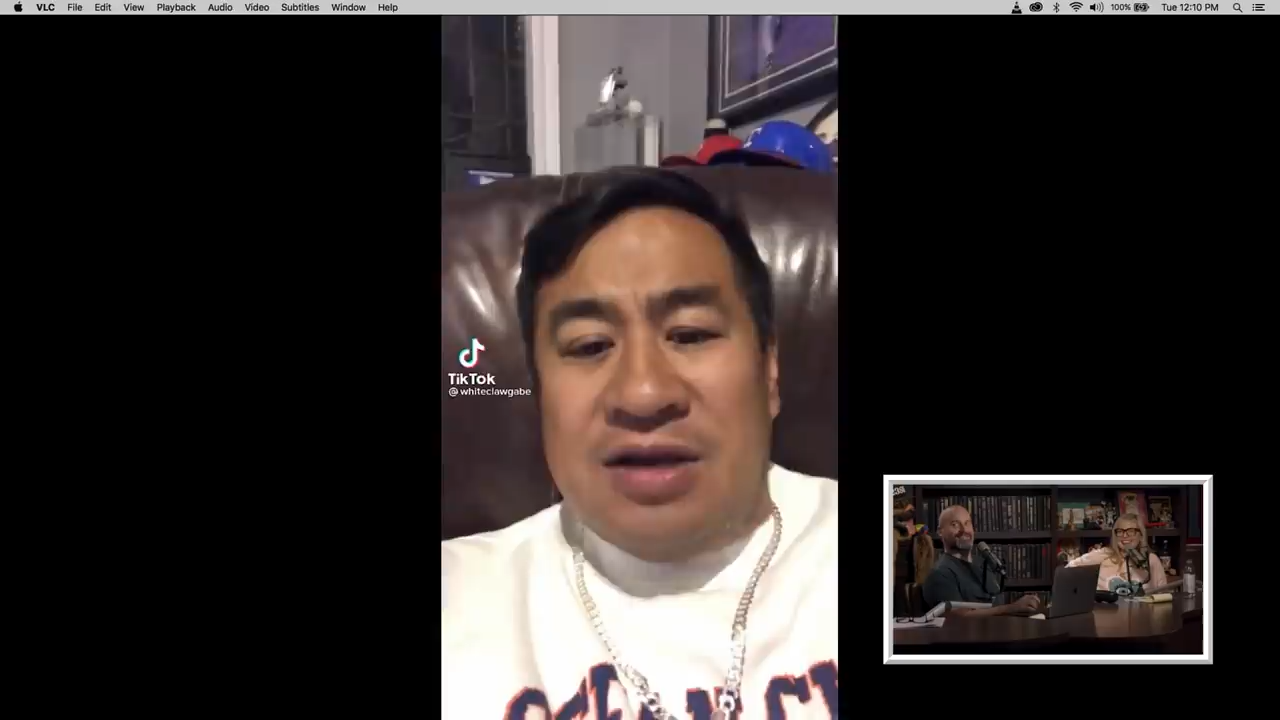 VLC File Edit View Playback Audio Video Subtitles Window Help 100% Tue 12:10 PM
TikTok
@whiteclawgabe